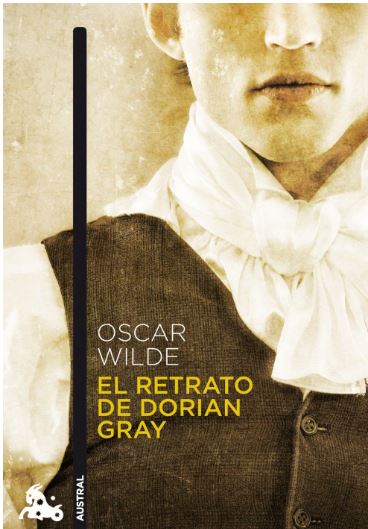 OSCAR
WILDE
EL RETRATO
DE DORIAN
GRAY
AUSTRAL